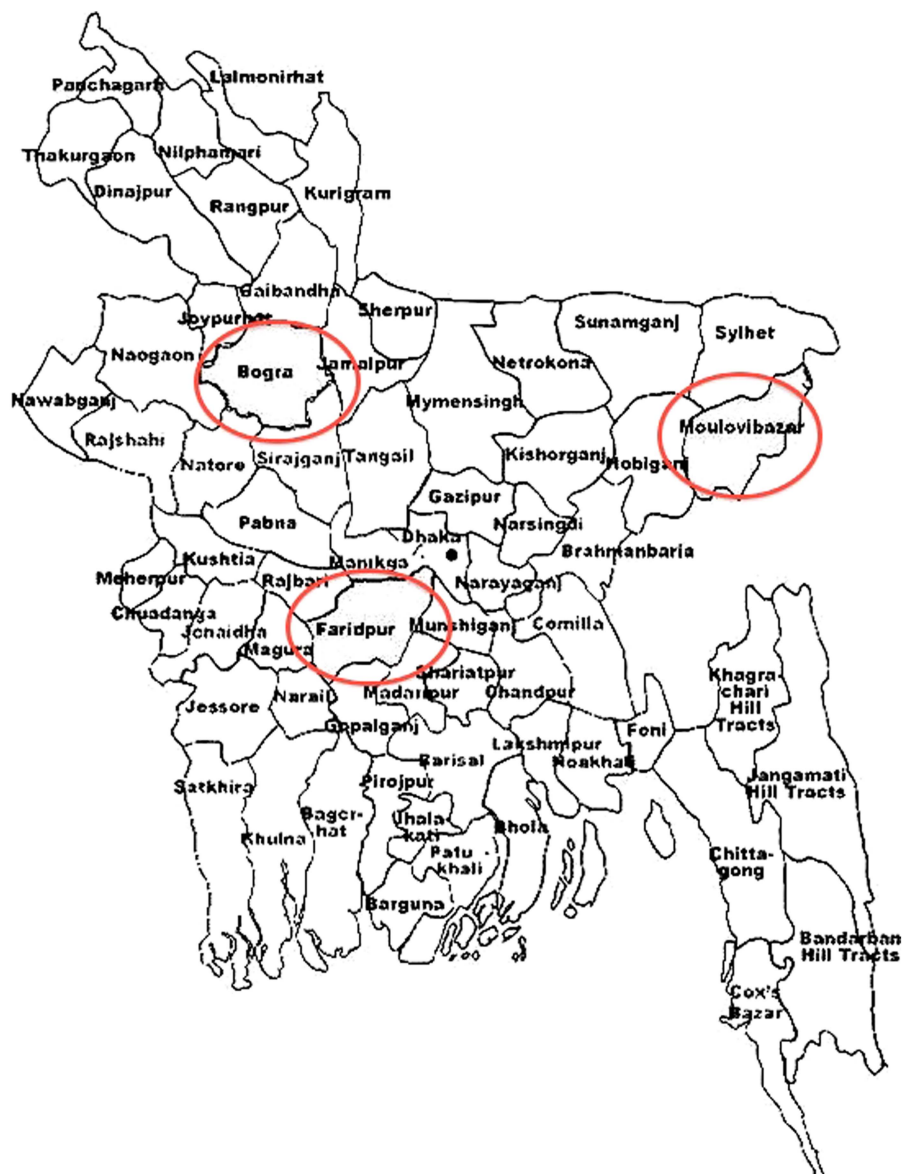 Panchagarh
Lalmonirhat
Thakurgaon
Nilphamari
Dinajpur
Rangpur
Kurigram
Gaibandha
Joypurhat
Sherpur
Sunamganj
Sylhet
Naogaon
Bogra
Jamalpur
Netrokona
Nawabganj
Mymensingh
Moulovibazar
Rajshahi
Natore
Sirajganj
Tangail
Kishorganj
Hobiganj
Gazipur
Pabna
Dhaka
Narsingdi
Brahmanbaria
Kushtia
Manikga
Meherpur
Rajbari
Narayaganj
Chuadanga
Jenaidha
Magura
Faridpur
Munshiganj
Comilla
Shariatpur
Madaripur
Chandpur
Khagra-
chari
Hill
Tracts
Jessore
Narail
Gopalganj
Foni
Lakshmipur
Noakhali
Barisal
Satkhira
Pirojpur
Jangamati
Hill Tracts
Khulna
Bager-
hat
Jhala-
kati
Bhola
Patu
khali
Chitta-
gong
Barguna
Bandarban
Hill Tracts
Cox's
Bazar